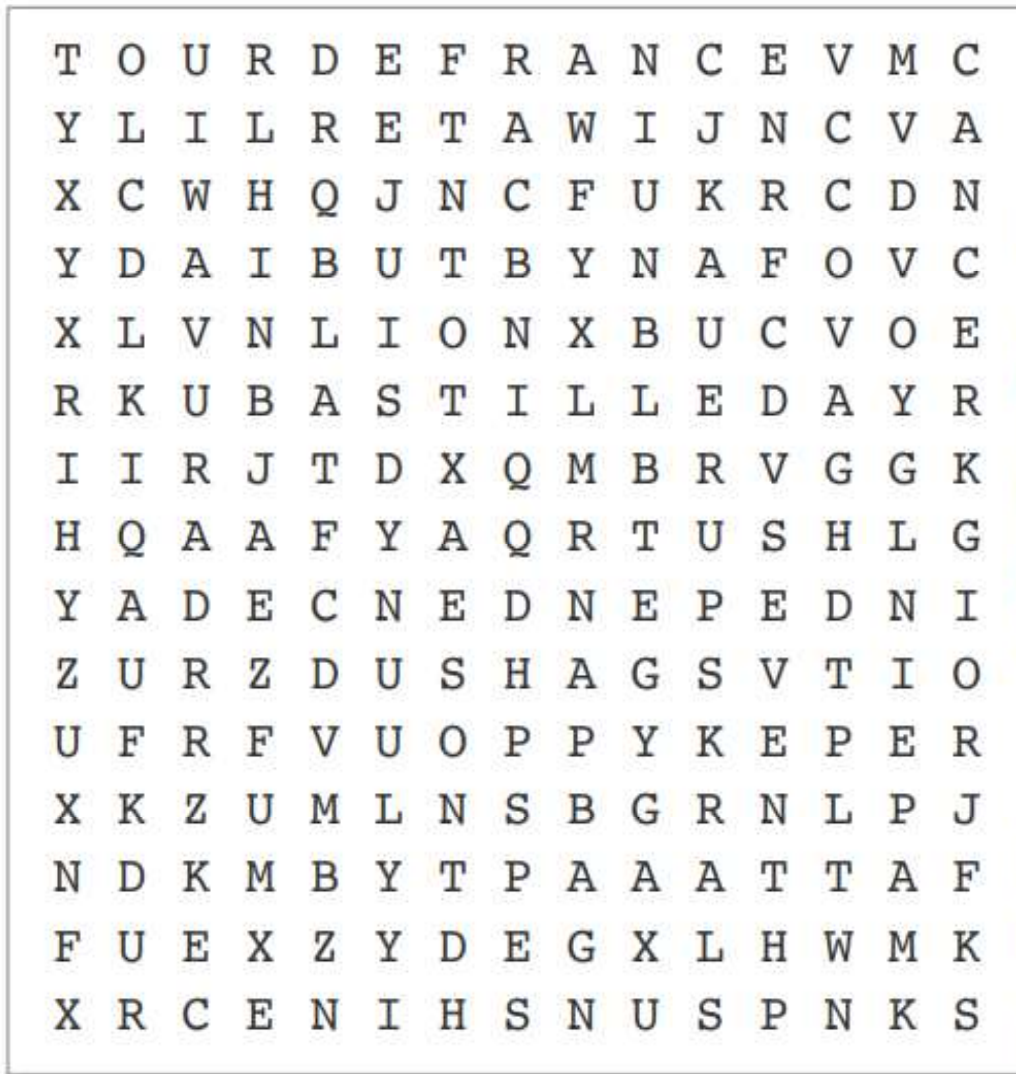 T O U R D E F R A N C E V M C
Y L I L R E T A W I J N C V A
X C W H Q J N C F U K R C D N
Y D A I B U T B Y N A F O V C
X L V N L I O N X B U C V O E
R K U B A S T I L L E D A Y R
I I R J T D X Q M B R V G G K
H Q A A F Y A Q R T U S H L G
Y A D E C N E D N E P E D N I
Z U R Z D U S H A G S V T I O
U F R F V U O P P Y K E P E R
X K Z U M L N S B G R N L P J
N D K M B Y T P A A A T T A F
F U E X Z Y D E G X L H W M K
X R C E N I H S N U S P N K S